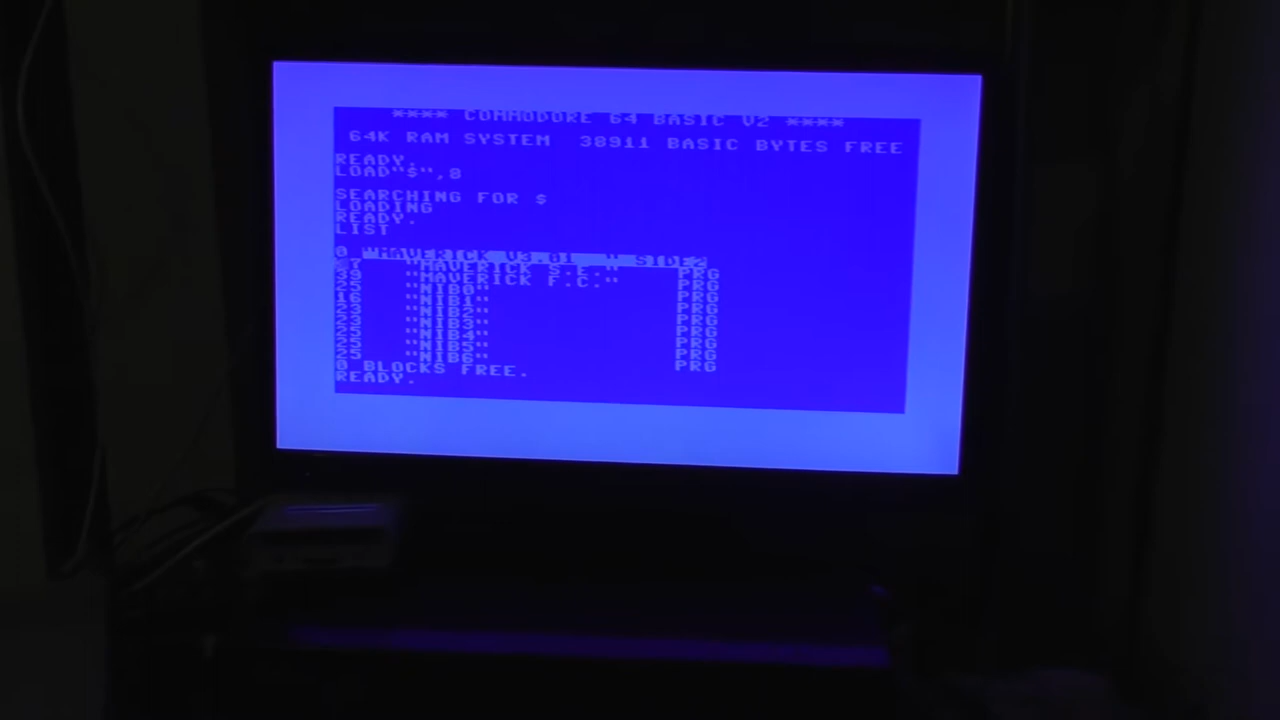 **** COMMODORE 64 BASIC V2 ****
64K RAM SYSTEM 38911 BASIC BYTES FREE
READY.
LOAD"$",8
SEARCHING FOR $
LOADING
READY.
LIST
0 "MAVERICK V3.01 " SIDE2
"MAVERICK S.E." PRG
39 "MAVERICK F.C." PRG
25 "NIB0" PRG
16 "NIB1" PRG
23 "NIB2" PRG
23 "NIB3" PRG
25 "NIB4" PRG
25 "NIB5" PRG
25 "NIB6" PRG
0 BLOCKS FREE.
READY.